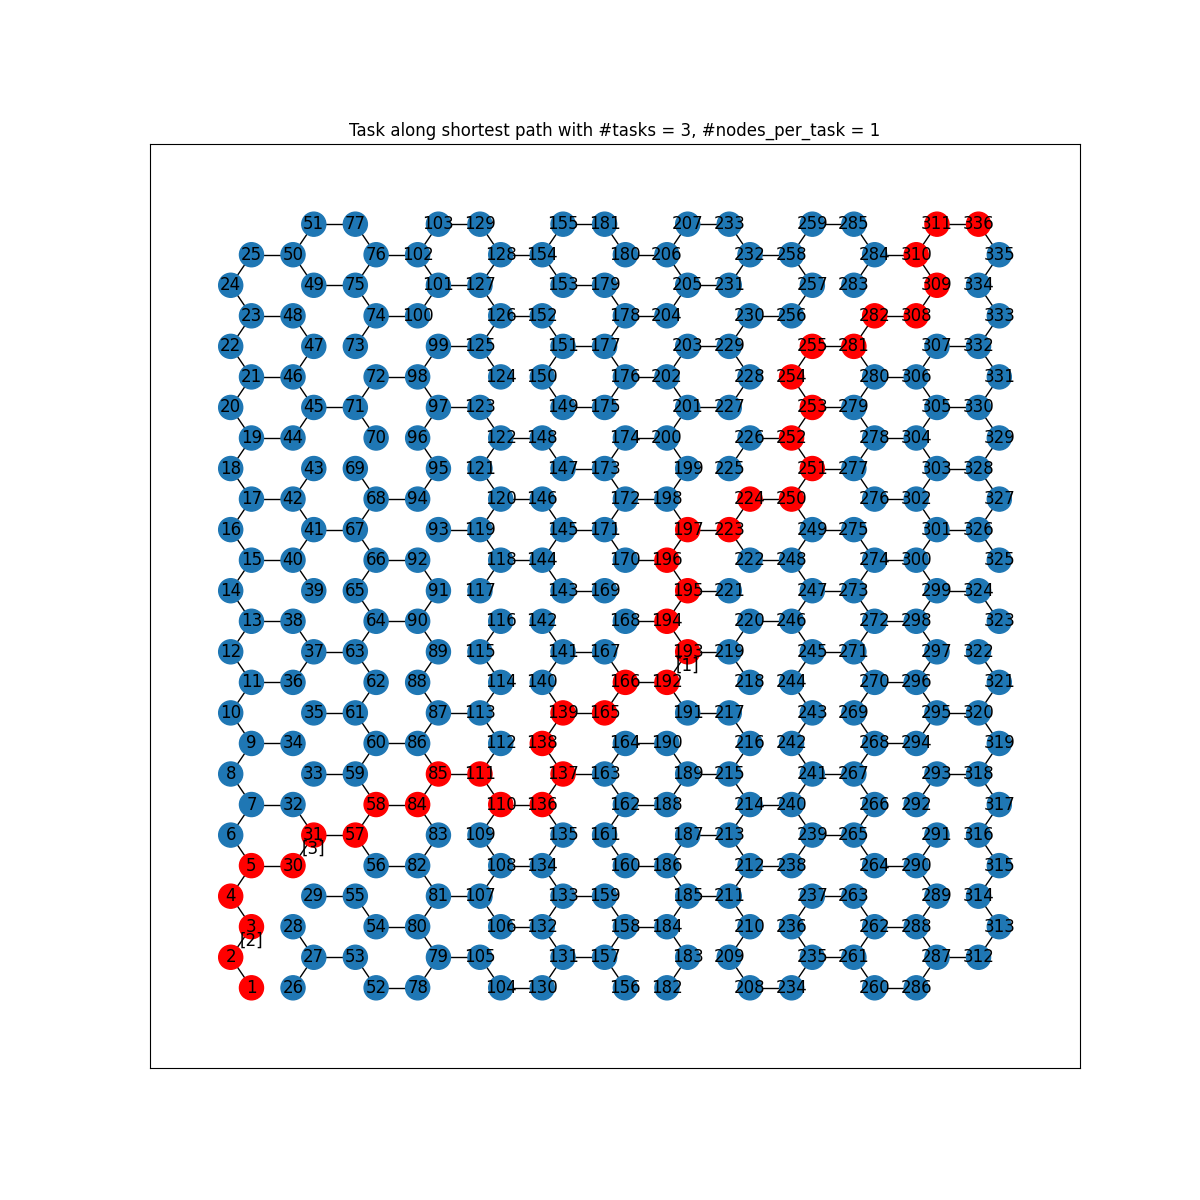 Task along shortest path with #tasks = 3, #nodes_per_task = 1
51 77 103 129 155 181 207 233 259 285 311 336
25 50 76 102 128 154 180 206 232 258 284 310 335
24 49 75 101 127 153 179 205 231 257 283 309 334
23 48 74 100 126 152 178 204 230 256 282 308 333
22 47 73 99 125 151 177 203 229 255 281 307 332
21 46 72 98 124 150 176 202 228 254 280 306 331
20 45 71 97 123 149 175 201 227 253 279 305 330
19 44 70 96 122 148 174 200 226 252 278 304 329
18 43 69 95 121 147 173 199 225 251 277 303 328
17 42 68 94 120 146 172 198 224 250 276 302 327
16 41 67 93 119 145 171 197 223 249 275 301 326
15 40 66 92 118 144 170 196 222 248 274 300 325
14 39 65 91 117 143 169 195 221 247 273 299 324
13 38 64 90 116 142 168 194 220 246 272 298 323
12 37 63 89 115 141 167 193 219 245 271 297 322
[1]
11 36 62 88 114 140 166 192 218 244 270 296 321
10 35 61 87 113 139 165 191 217 243 269 295 320
9 34 60 86 112 138 164 190 216 242 268 294 319
8 33 59 85 111 137 163 189 215 241 267 293 318
7 32 58 84 110 136 162 188 214 240 266 292 317
6 31 57 83 109 135 161 187 213 239 265 291 316
[3]
5 30 56 82 108 134 160 186 212 238 264 290 315
4 29 55 81 107 133 159 185 211 237 263 289 314
3 28 54 80 106 132 158 184 210 236 262 288 313
[2]
2 27 53 79 105 131 157 183 209 235 261 287 312
1 26 52 78 104 130 156 182 208 234 260 286